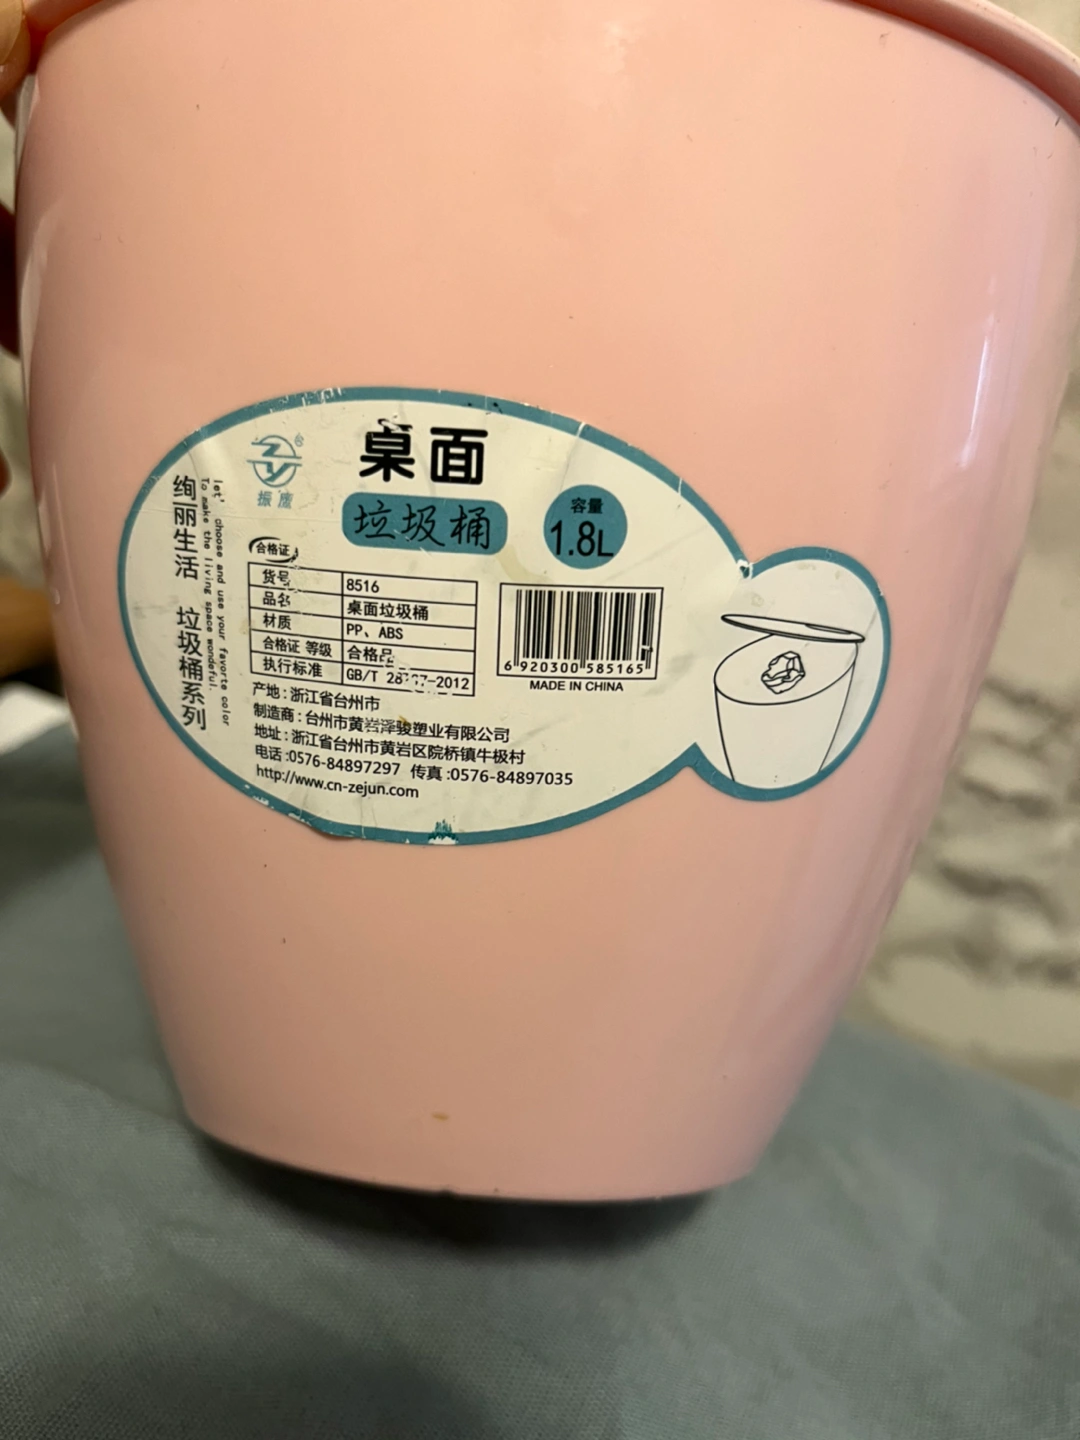 绚丽生活 垃圾桶系列
let' choose and use your favorte color
To make the living space wondeful.
振鹰
桌面
垃圾桶
容量
1.8L
合格证
货号 8516
品名 桌面垃圾桶
材质 PP、ABS
合格证 等级 合格品
执行标准 GB/T
产地:浙江省台州市
制造商:台州市黄岩泽骏塑业有限公司
地址:浙江省台州市黄岩区院桥镇牛极村
电话:0576-84897297 传真:0576-84897035
http://www.cn-zejun.com
6 920300 585165
MADE IN CHINA